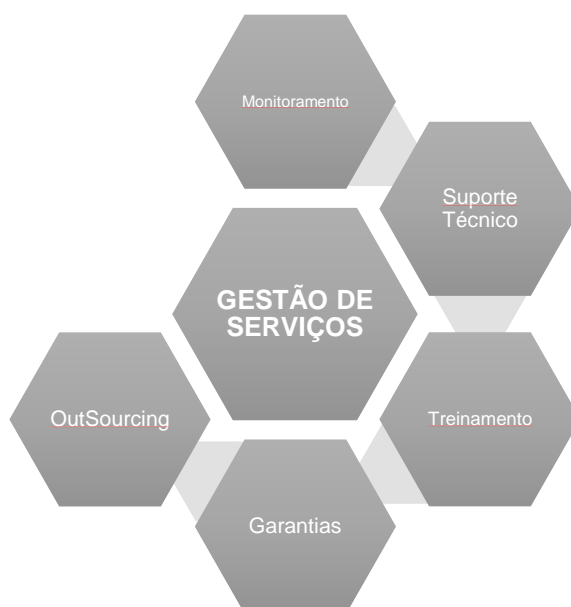 Monitoramento
Suporte
Técnico
GESTÃO DE
SERVIÇOS
OutSourcing
Treinamento
Garantias